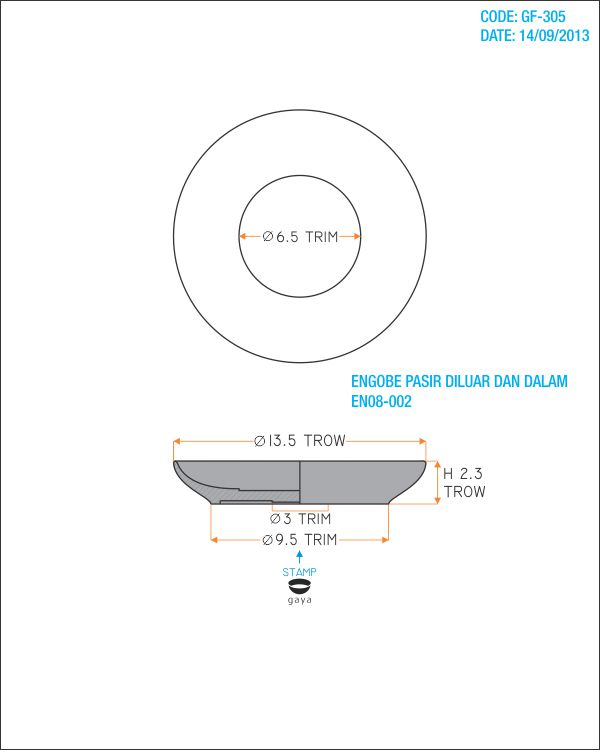 CODE: GF-305
DATE: 14/09/2013
Ø6.5 TRIM
ENGOBE PASIR DILUAR DAN DALAM
EN08-002
Ø13.5 TROW
H 2.3
TROW
Ø3 TRIM
Ø9.5 TRIM
STAMP
gaya